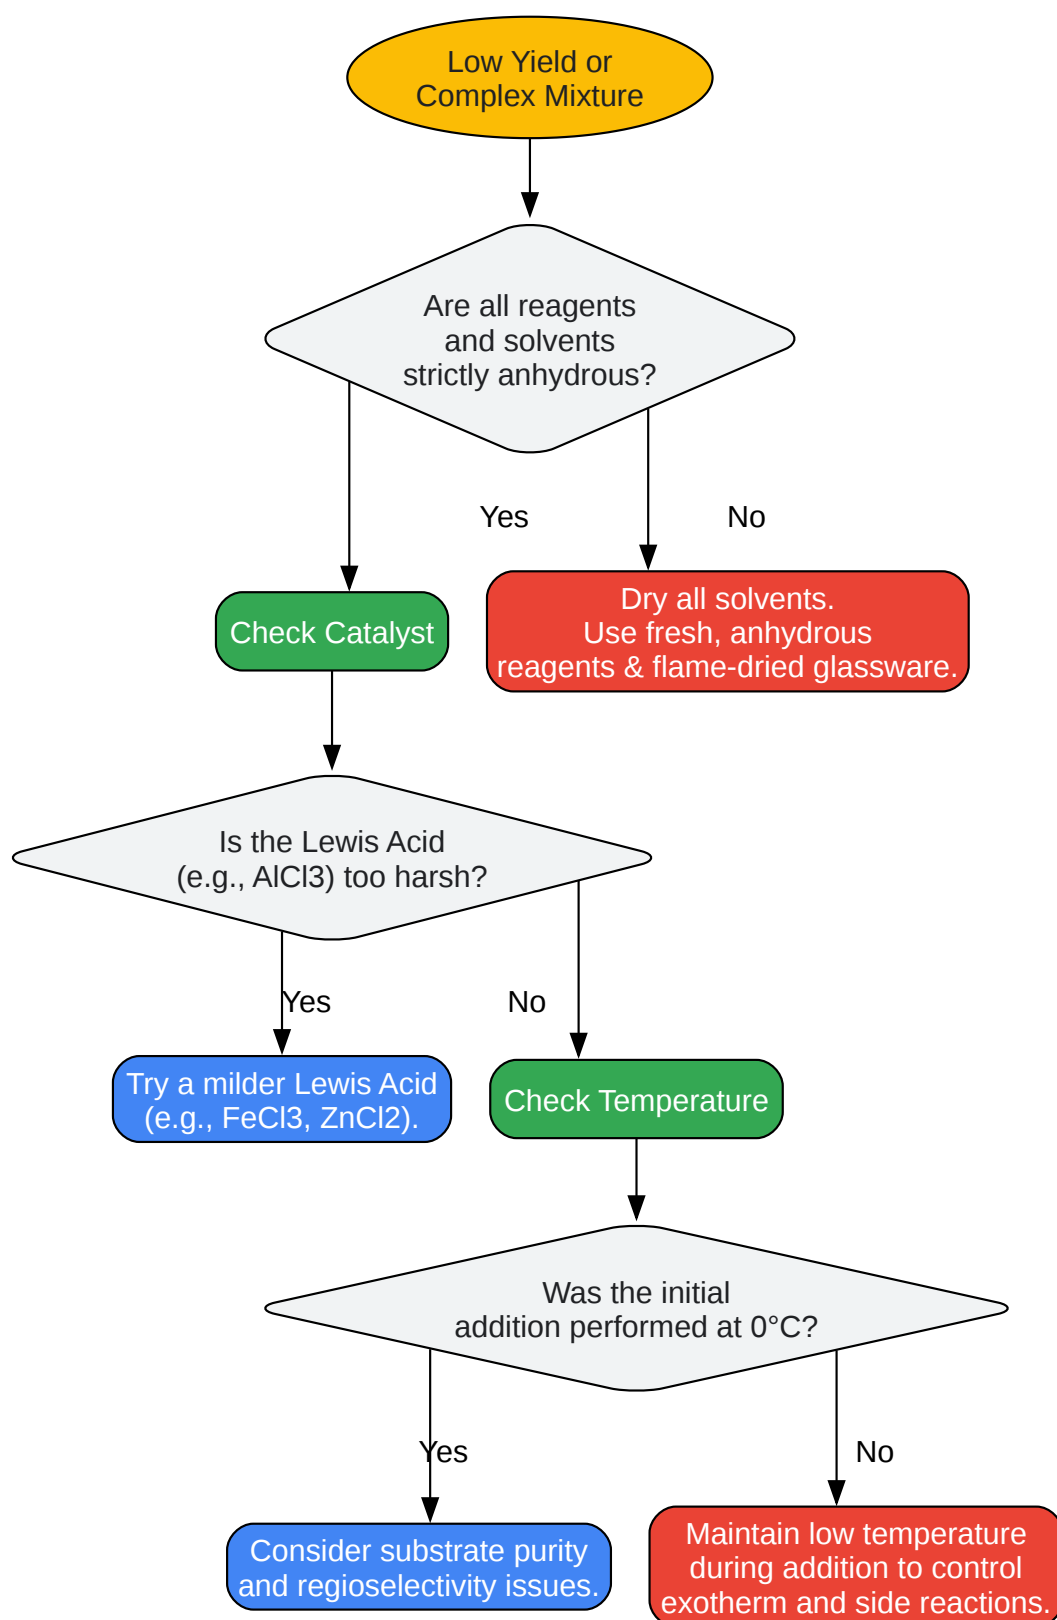 Low Yield or
Complex Mixture
Are all reagents
and solvents
strictly anhydrous?
Yes
No
Check Catalyst
Dry all solvents.
Use fresh, anhydrous
reagents & flame-dried glassware.
Is the Lewis Acid
(e.g., AlCl3) too harsh?
Yes
No
Try a milder Lewis Acid
(e.g., FeCl3, ZnCl2).
Check Temperature
Was the initial
addition performed at 0°C?
Yes
No
Consider substrate purity
and regioselectivity issues.
Maintain low temperature
during addition to control
exotherm and side reactions.